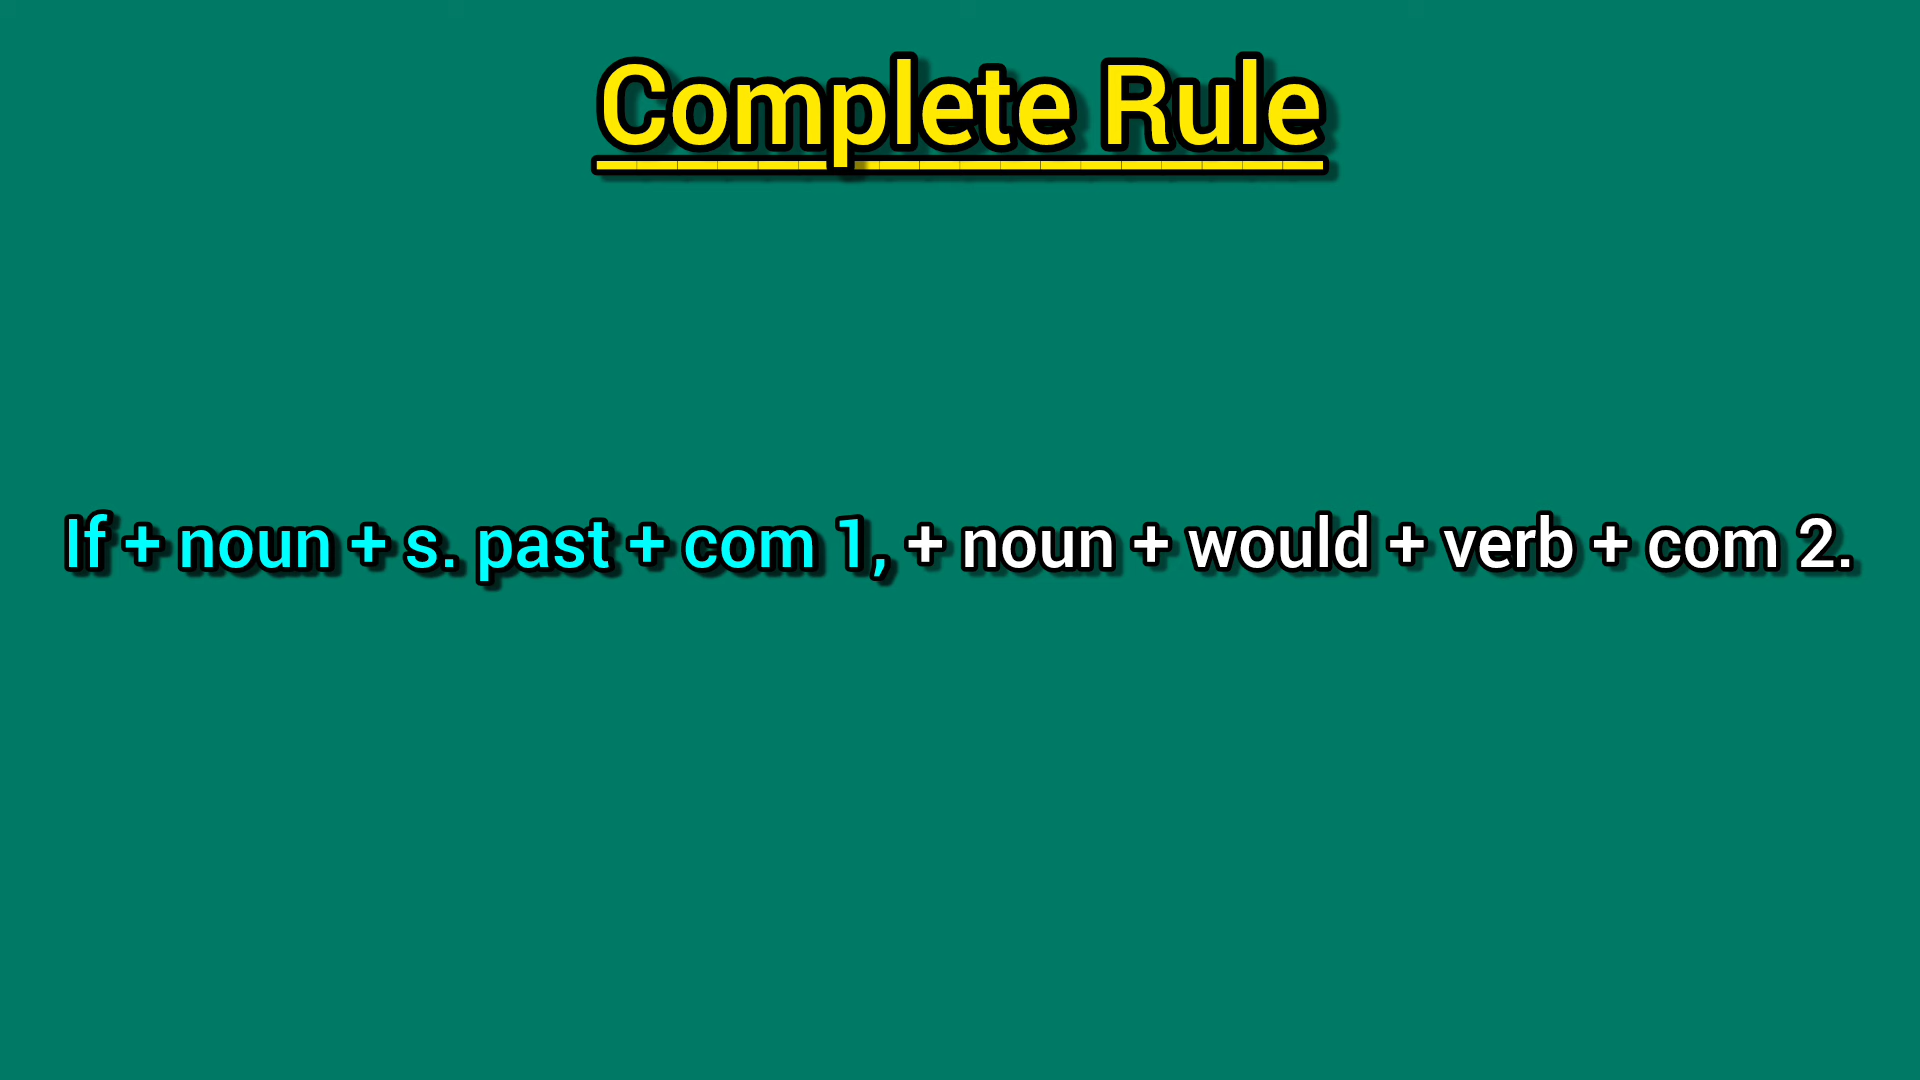 Complete Rule
If + noun + s. past + com 1, + noun + would + verb + com 2.